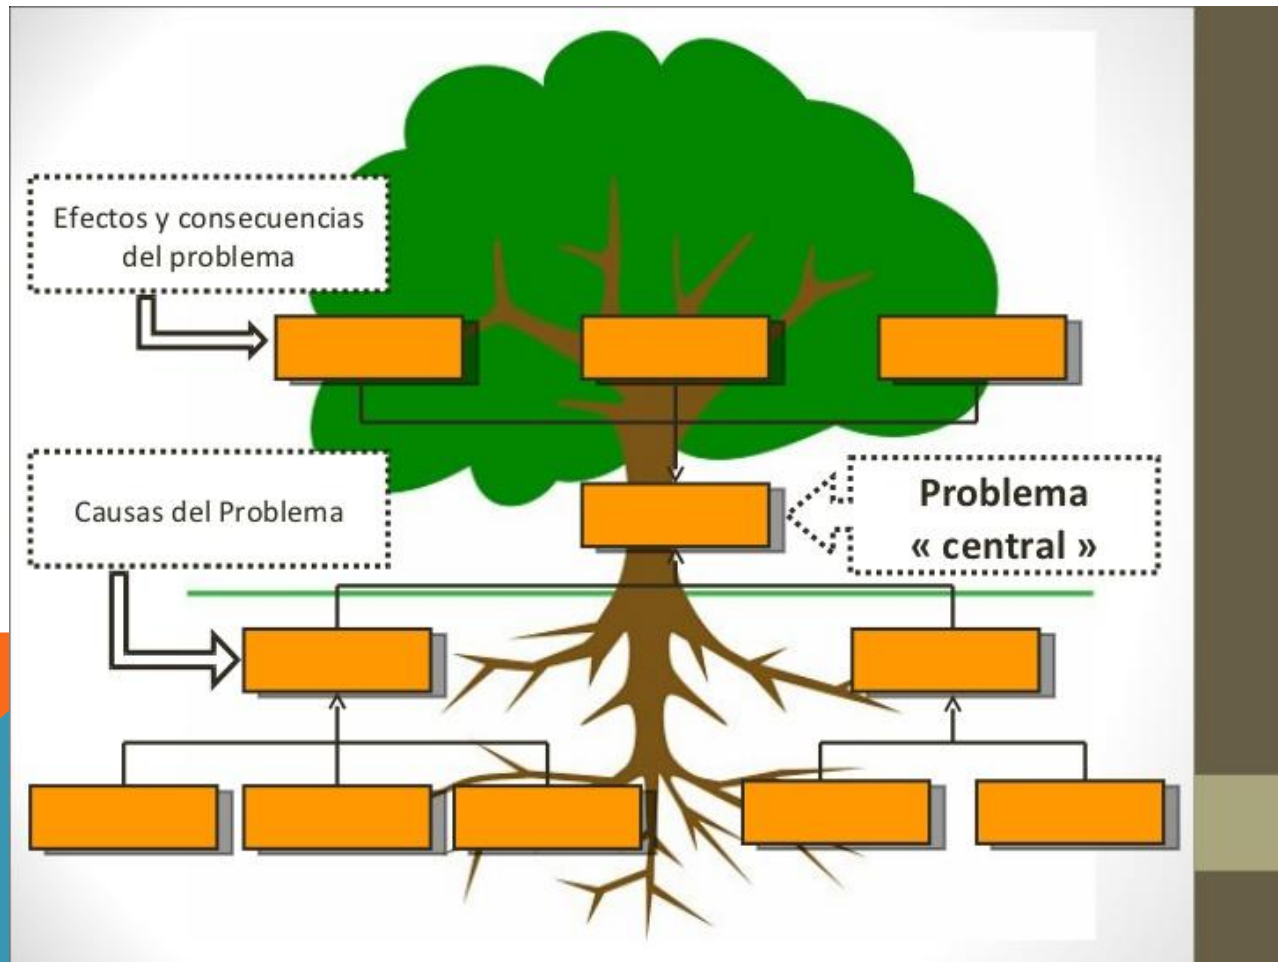 Efectos y consecuencias
del problema
Causas del Problema
Problema
« central »